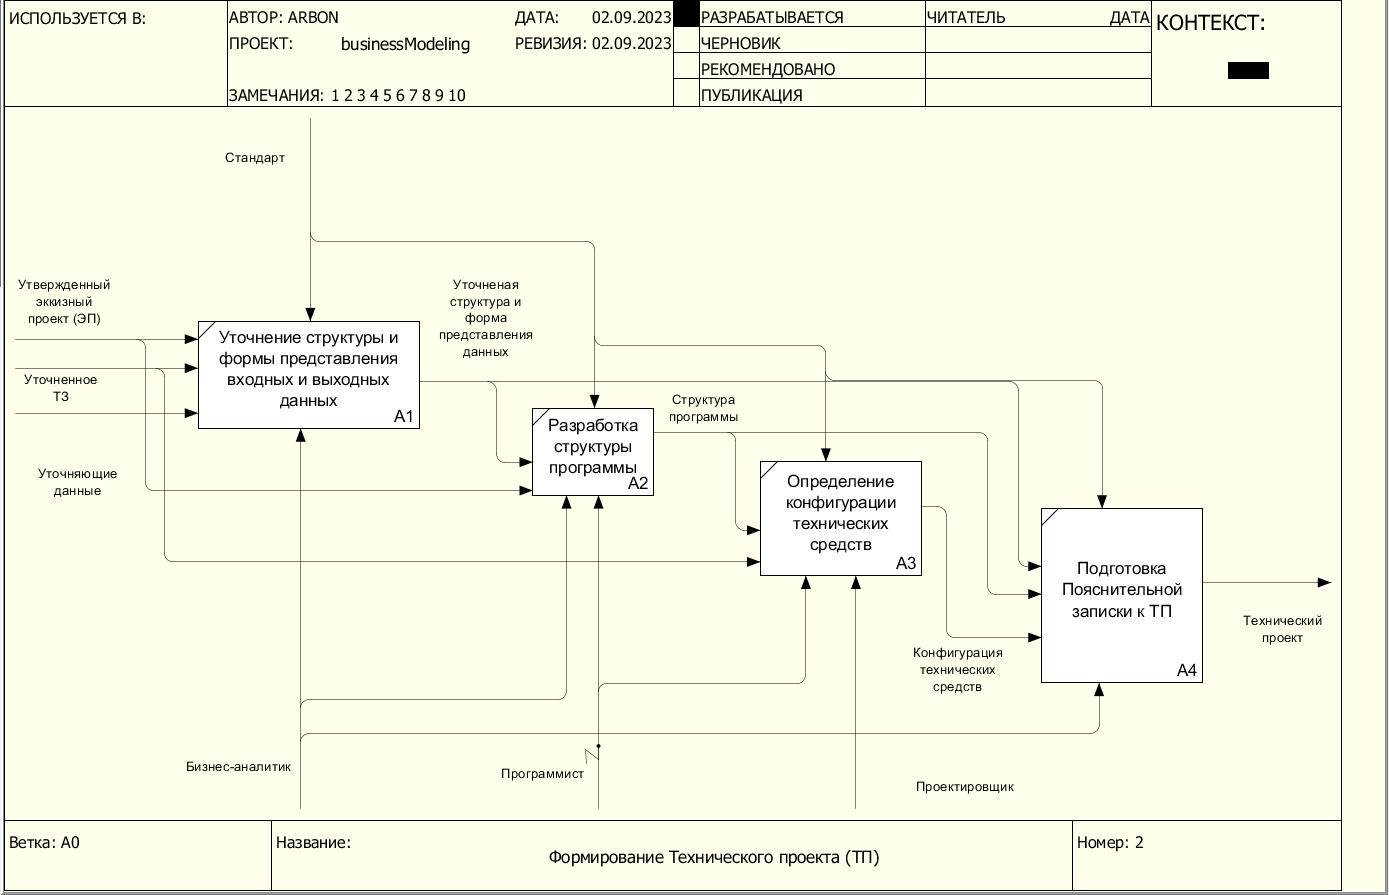 ИСПОЛЬЗУЕТСЯ В:
АВТОР: ARBON
ДАТА: 02.09.2023
ПРОЕКТ: businessModeling
РЕВИЗИЯ: 02.09.2023
ЗАМЕЧАНИЯ: 1 2 3 4 5 6 7 8 9 10
РАЗРАБАТЫВАЕТСЯ
ЧЕРНОВИК
РЕКОМЕНДОВАНО
ПУБЛИКАЦИЯ
ЧИТАТЕЛЬ
ДАТА
КОНТЕКСТ:
Стандарт
Утвержденный
эккизный
проект (ЭП)
Уточненное
ТЗ
Уточняющие
данные
Уточнение структуры и
формы представления
входных и выходных
данных
A1
Уточненая
структура и
форма
представления
данных
Разработка
структуры
программы
A2
Структура
программы
Определение
конфигурации
технических
средств
A3
Конфигурация
технических
средств
Подготовка
Пояснительной
записки к ТП
A4
Технический
проект
Бизнес-аналитик
Программист
Проектировщик
Ветка: A0
Название:
Формирование Технического проекта (ТП)
Номер: 2